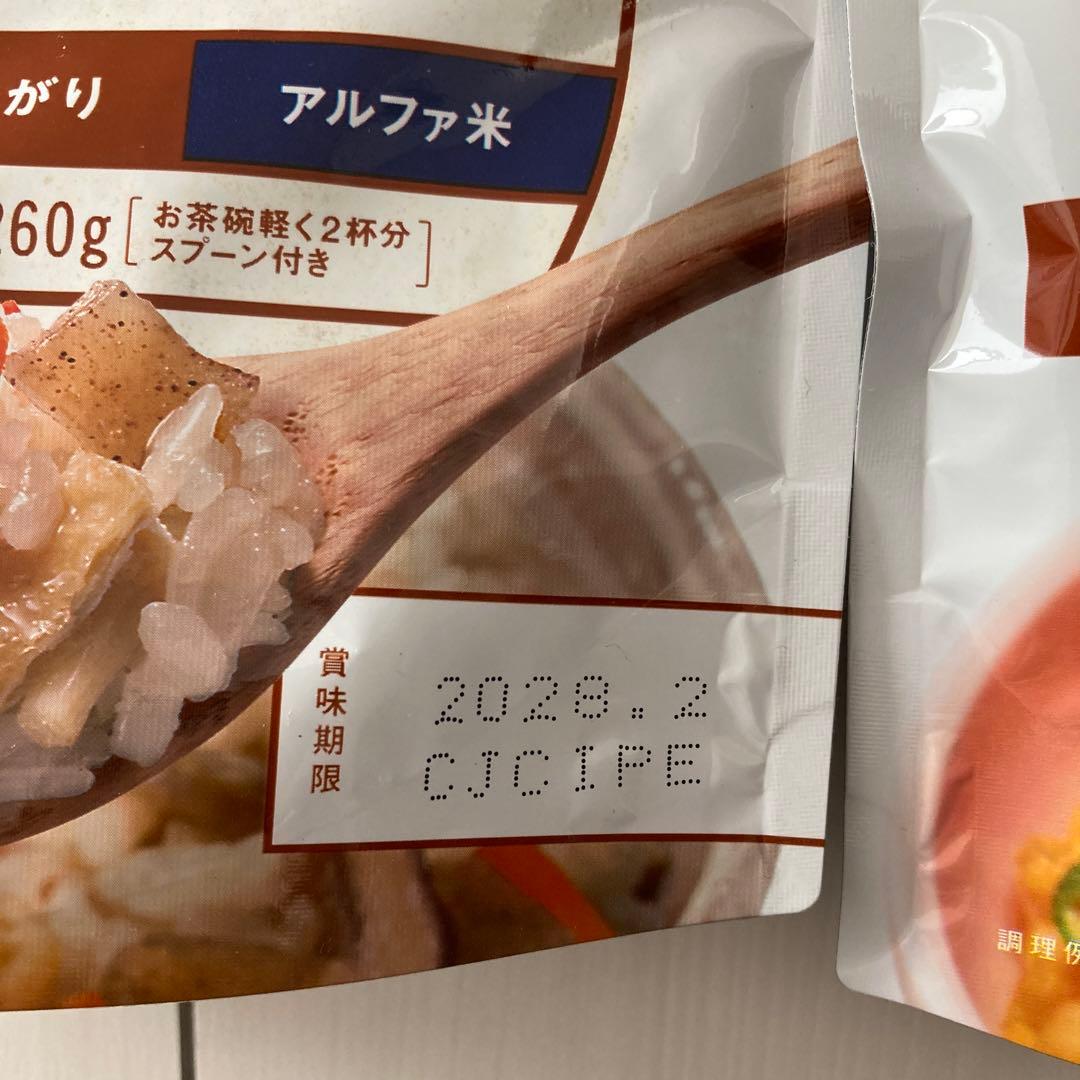 がり
アルファ米
260g
お茶碗軽く2杯分
スプーン付き
賞味期限
2028.2
CJCIPE
調理例